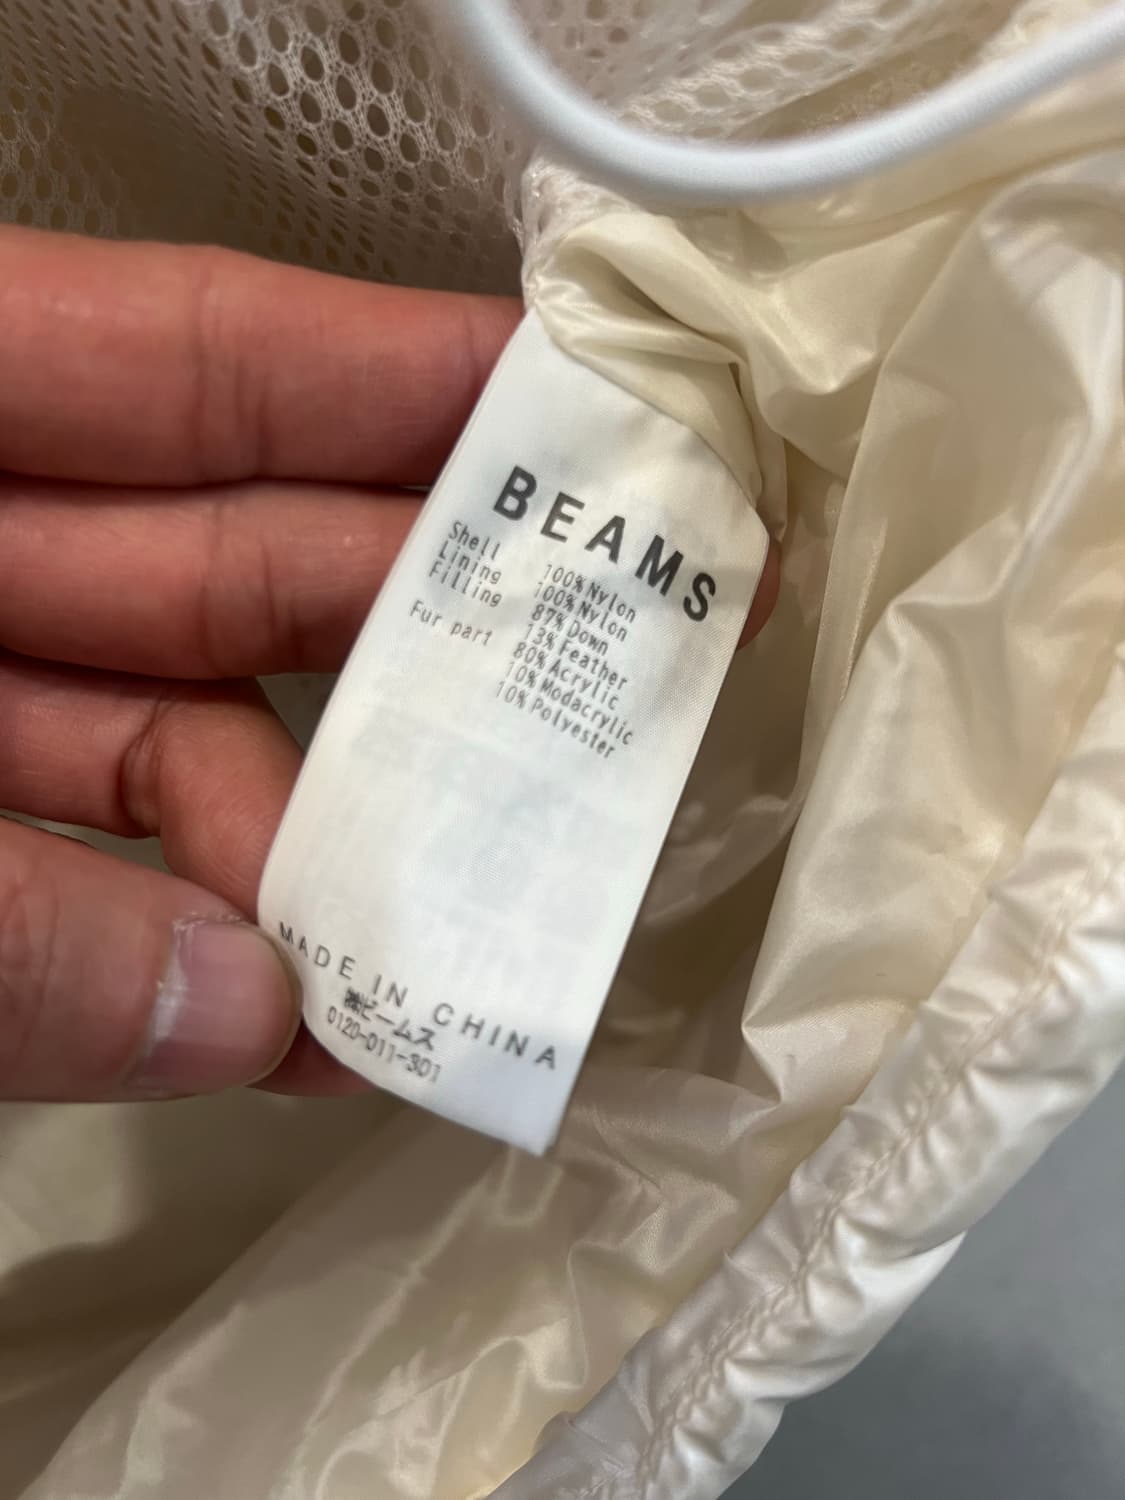 BEAMS
Shell 100%Nylon
Lining 100%Nylon
Filling 87%Down
13%Feather
Fur part 80%Acrylic
10%Modacrylic
10%Polyester
MADE IN CHINA
㈱ビームス
0120-011-301